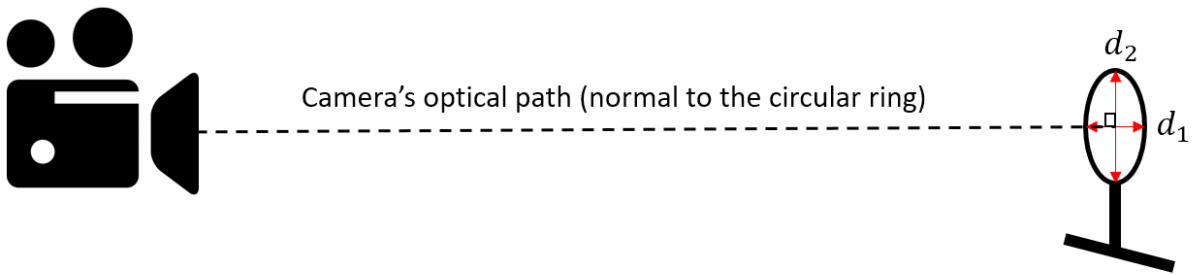 d₂
Camera’s optical path (normal to the circular ring)
d₁